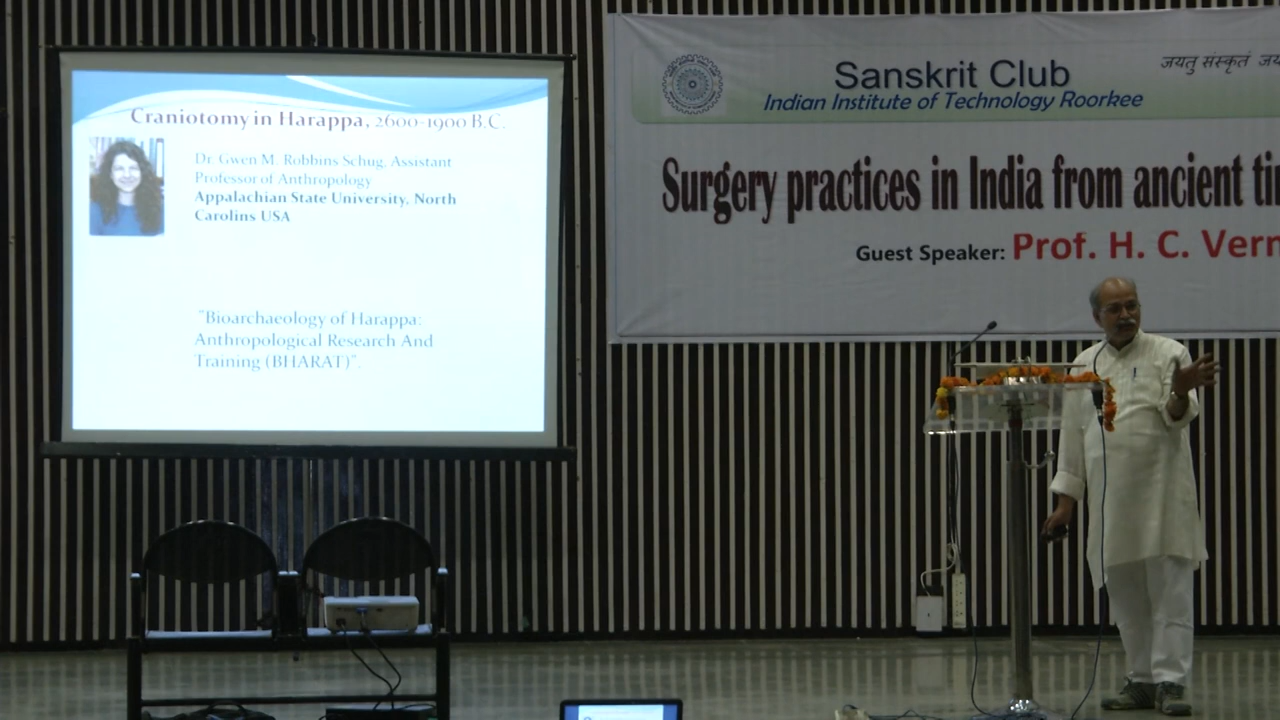 Craniotomy in Harappa, 2600-1900 B.C.
Dr. Gwen M. Robbins Schug, Assistant
Professor of Anthropology
Appalachian State University, North
Carolins USA
"Bioarchaeology of Harappa:
Anthropological Research And
Training (BHARAT)".
Sanskrit Club
Indian Institute of Technology Roorkee
जयतु संस्कृतं जय
Surgery practices in India from ancient ti
Guest Speaker: Prof. H. C. Ver